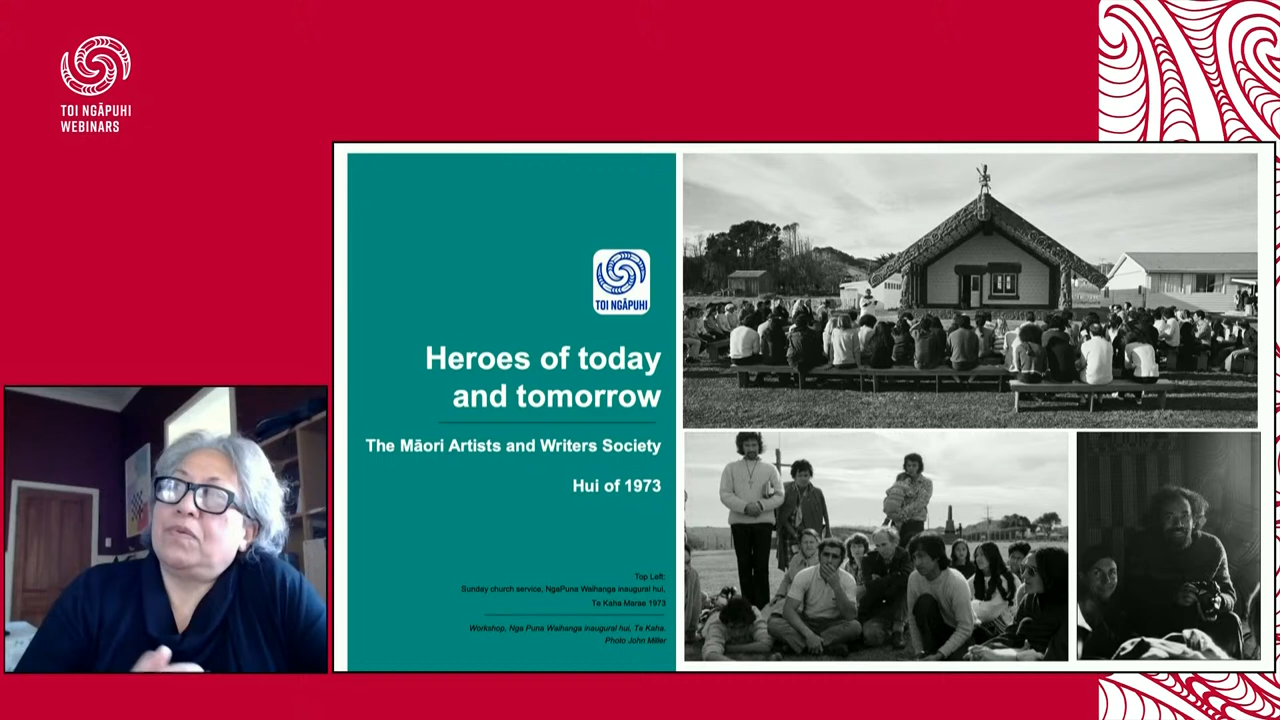 TOI NGĀPUHI
WEBINARS
TOI NGĀPUHI
Heroes of today
and tomorrow
The Māori Artists and Writers Society
Hui of 1973
Top Left:
Sunday church service, NgaPuna Waihanga inaugural hui,
Te Kaha Marae 1973
Workshop, Nga Puna Waihanga inaugural hui, Te Kaha.
Photo John Miller